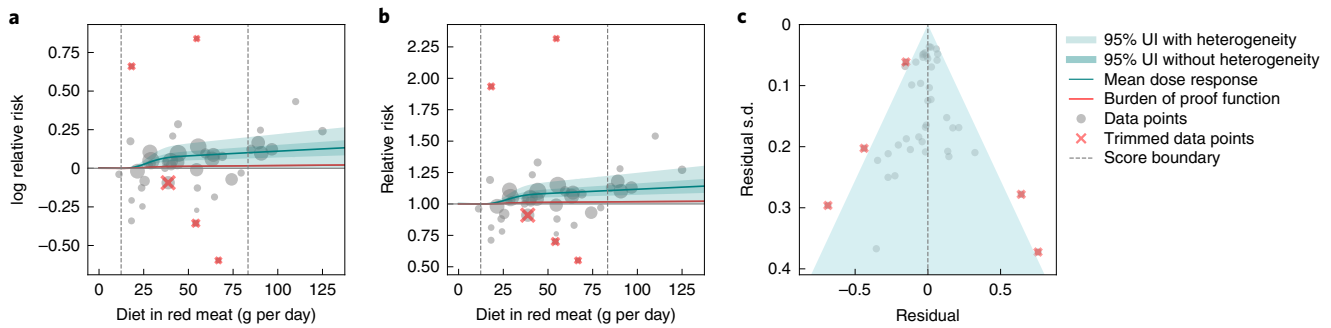 a
0.75
0.50
0.25
0
−0.25
−0.50
log relative risk
0
25
50
75
100
125
Diet in red meat (g per day)
b
2.25
2.00
1.75
1.50
1.25
1.00
0.75
0.50
Relative risk
0
25
50
75
100
125
Diet in red meat (g per day)
c
0
0.1
0.2
0.3
0.4
Residual s.d.
−0.5
0
0.5
Residual
95% UI with heterogeneity
95% UI without heterogeneity
Mean dose response
Burden of proof function
Data points
Trimmed data points
Score boundary